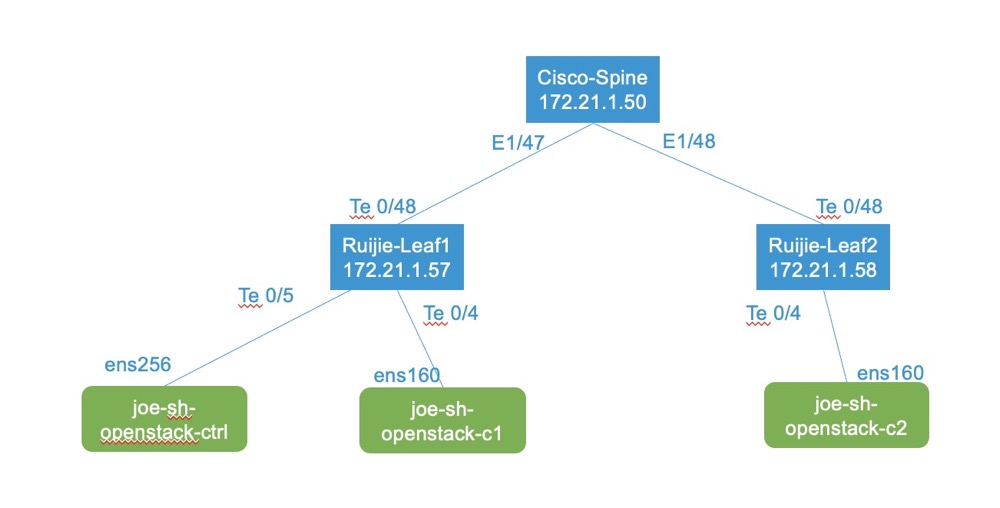 Cisco-Spine
172.21.1.50
E1/47
E1/48
Te 0/48
Te 0/48
Ruijie-Leaf1
172.21.1.57
Ruijie-Leaf2
172.21.1.58
Te 0/5
Te 0/4
Te 0/4
ens256
ens160
ens160
joe-sh-
openstack-ctrl
joe-sh-
openstack-c1
joe-sh-
openstack-c2